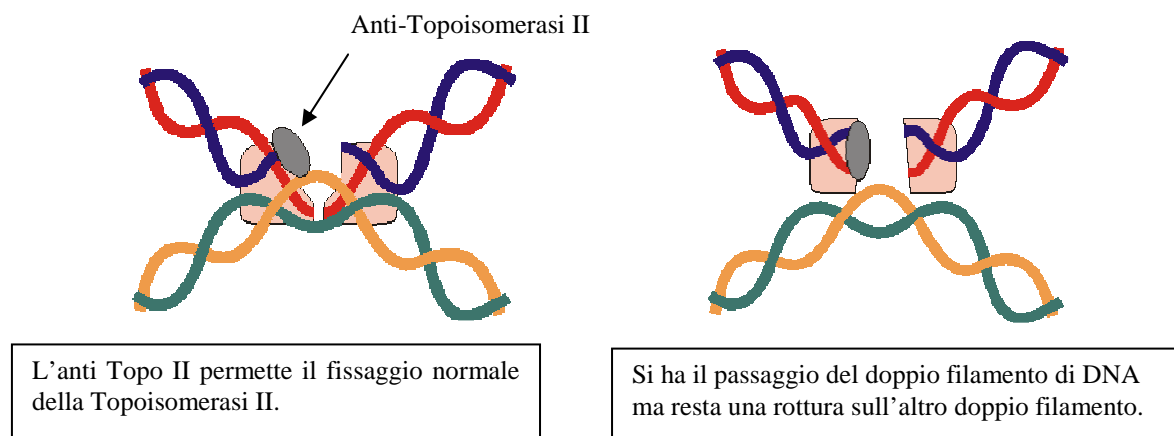 Anti-Topoisomerasi II
L'anti Topo II permette il fissaggio normale
della Topoisomerasi II.
Si ha il passaggio del doppio filamento di DNA
ma resta una rottura sull'altro doppio filamento.